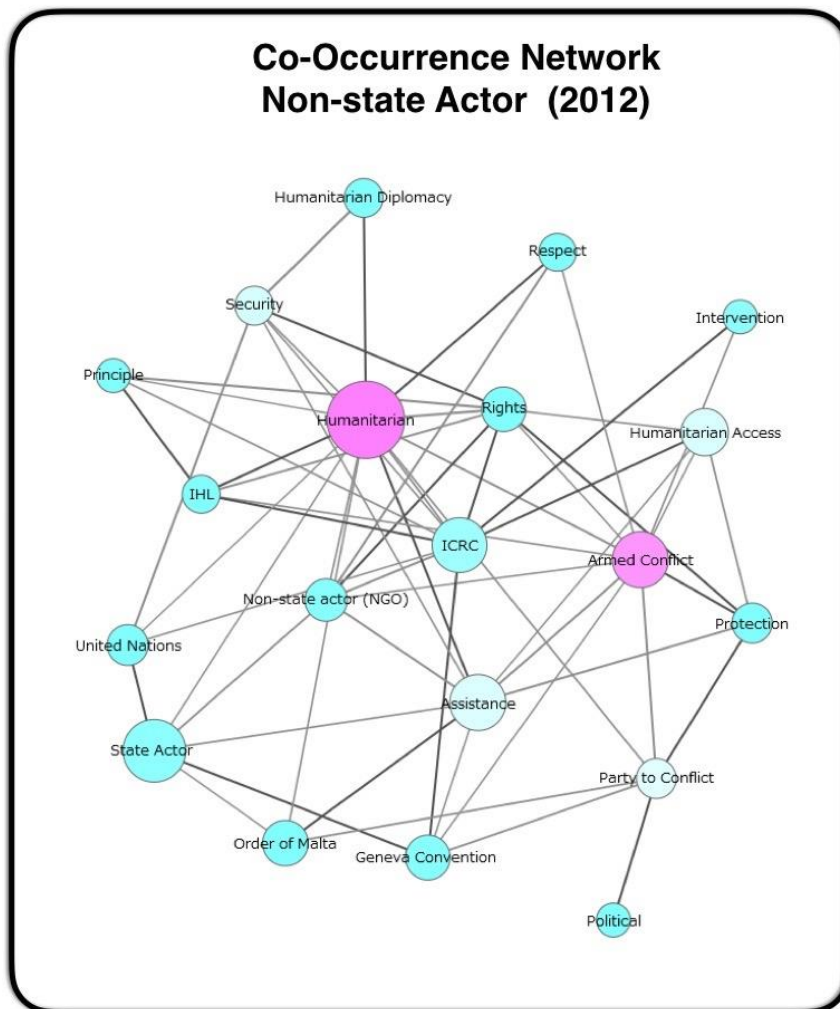 Co-Occurrence Network
Non-state Actor (2012)
Humanitarian Diplomacy
Respect
Security
Intervention
Principle
Humanitarian
Rights
Humanitarian Access
IHL
ICRC
Armed Conflict
Non-state actor (NGO)
Protection
United Nations
Assistance
State Actor
Party to Conflict
Order of Malta
Geneva Convention
Political